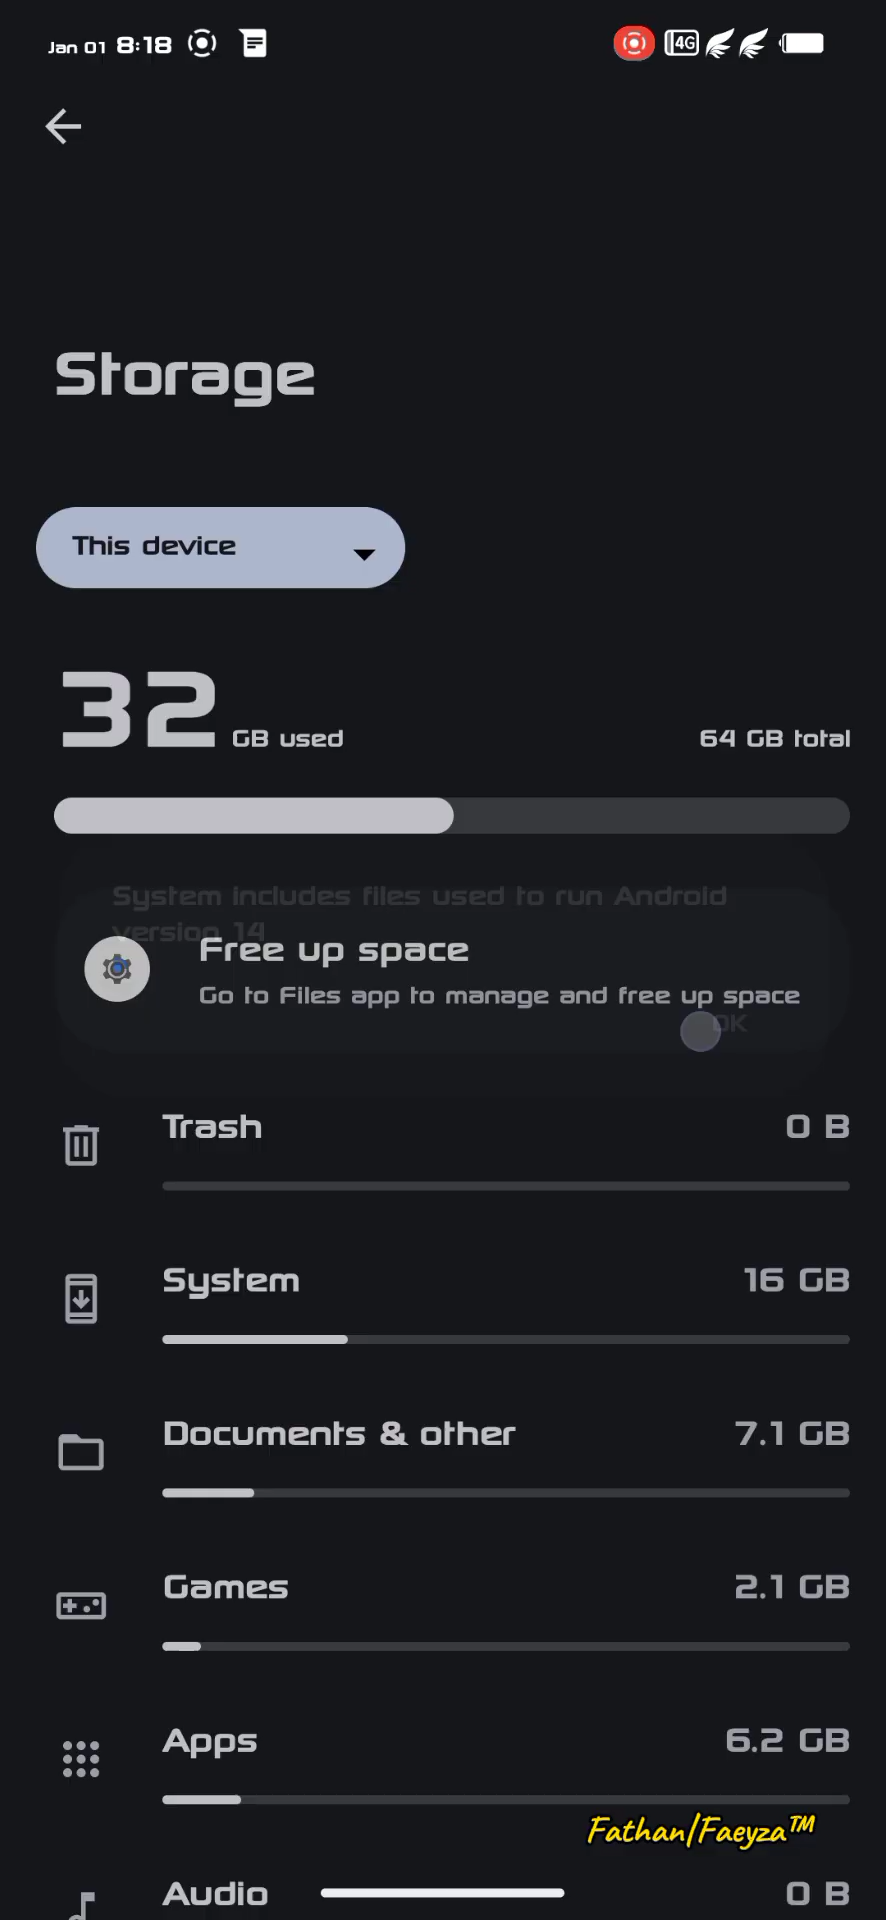 Jan 01 8:18
4G
Storage
This device
32 GB used 64 GB total
System includes files used to run Android
version 14
Free up space
Go to Files app to manage and free up space
OK
Trash 0 B
System 16 GB
Documents & other 7.1 GB
Games 2.1 GB
Apps 6.2 GB
Fathan/Faeyza™
Audio 0 B